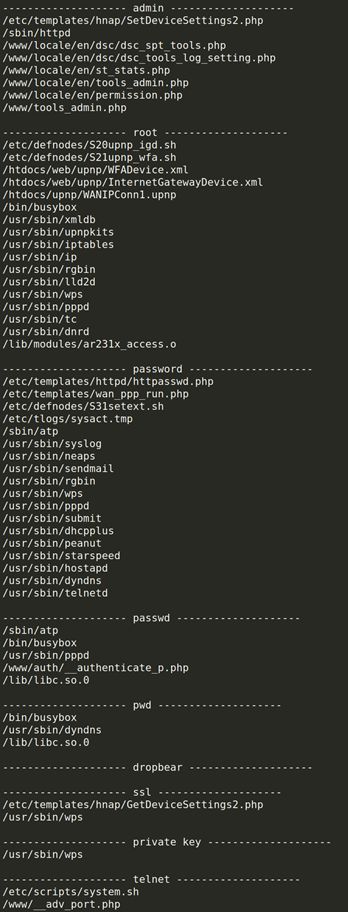 -------------------- admin --------------------
/etc/templates/hnap/SetDeviceSettings2.php
/sbin/httpd
/www/locale/en/dsc/dsc_spt_tools.php
/www/locale/en/dsc/dsc_tools_log_setting.php
/www/locale/en/st_stats.php
/www/locale/en/tools_admin.php
/www/locale/en/permission.php
/www/tools_admin.php
-------------------- root --------------------
/etc/defnodes/S20upnp_igd.sh
/etc/defnodes/S21upnp_wfa.sh
/htdocs/web/upnp/WFADevice.xml
/htdocs/web/upnp/InternetGatewayDevice.xml
/htdocs/upnp/WANIPConn1.upnp
/bin/busybox
/usr/sbin/xmldb
/usr/sbin/upnpkits
/usr/sbin/iptables
/usr/sbin/ip
/usr/sbin/rgbin
/usr/sbin/lld2d
/usr/sbin/wps
/usr/sbin/pppd
/usr/sbin/tc
/usr/sbin/dnrd
/lib/modules/ar231x_access.o
-------------------- password --------------------
/etc/templates/httpd/httpasswd.php
/etc/templates/wan_ppp_run.php
/etc/defnodes/S31setext.sh
/etc/tlogs/sysact.tmp
/sbin/atp
/usr/sbin/syslog
/usr/sbin/neaps
/usr/sbin/sendmail
/usr/sbin/rgbin
/usr/sbin/wps
/usr/sbin/pppd
/usr/sbin/submit
/usr/sbin/dhcpplus
/usr/sbin/peanut
/usr/sbin/starspeed
/usr/sbin/hostapd
/usr/sbin/dyndns
/usr/sbin/telnetd
-------------------- passwd --------------------
/sbin/atp
/bin/busybox
/usr/sbin/pppd
/www/auth/__authenticate_p.php
/lib/libc.so.0
-------------------- pwd --------------------
/bin/busybox
/usr/sbin/dyndns
/lib/libc.so.0
-------------------- dropbear --------------------
-------------------- ssl --------------------
/etc/templates/hnap/GetDeviceSettings2.php
/usr/sbin/wps
-------------------- private key --------------------
/usr/sbin/wps
-------------------- telnet --------------------
/etc/scripts/system.sh
/www/__adv_port.php